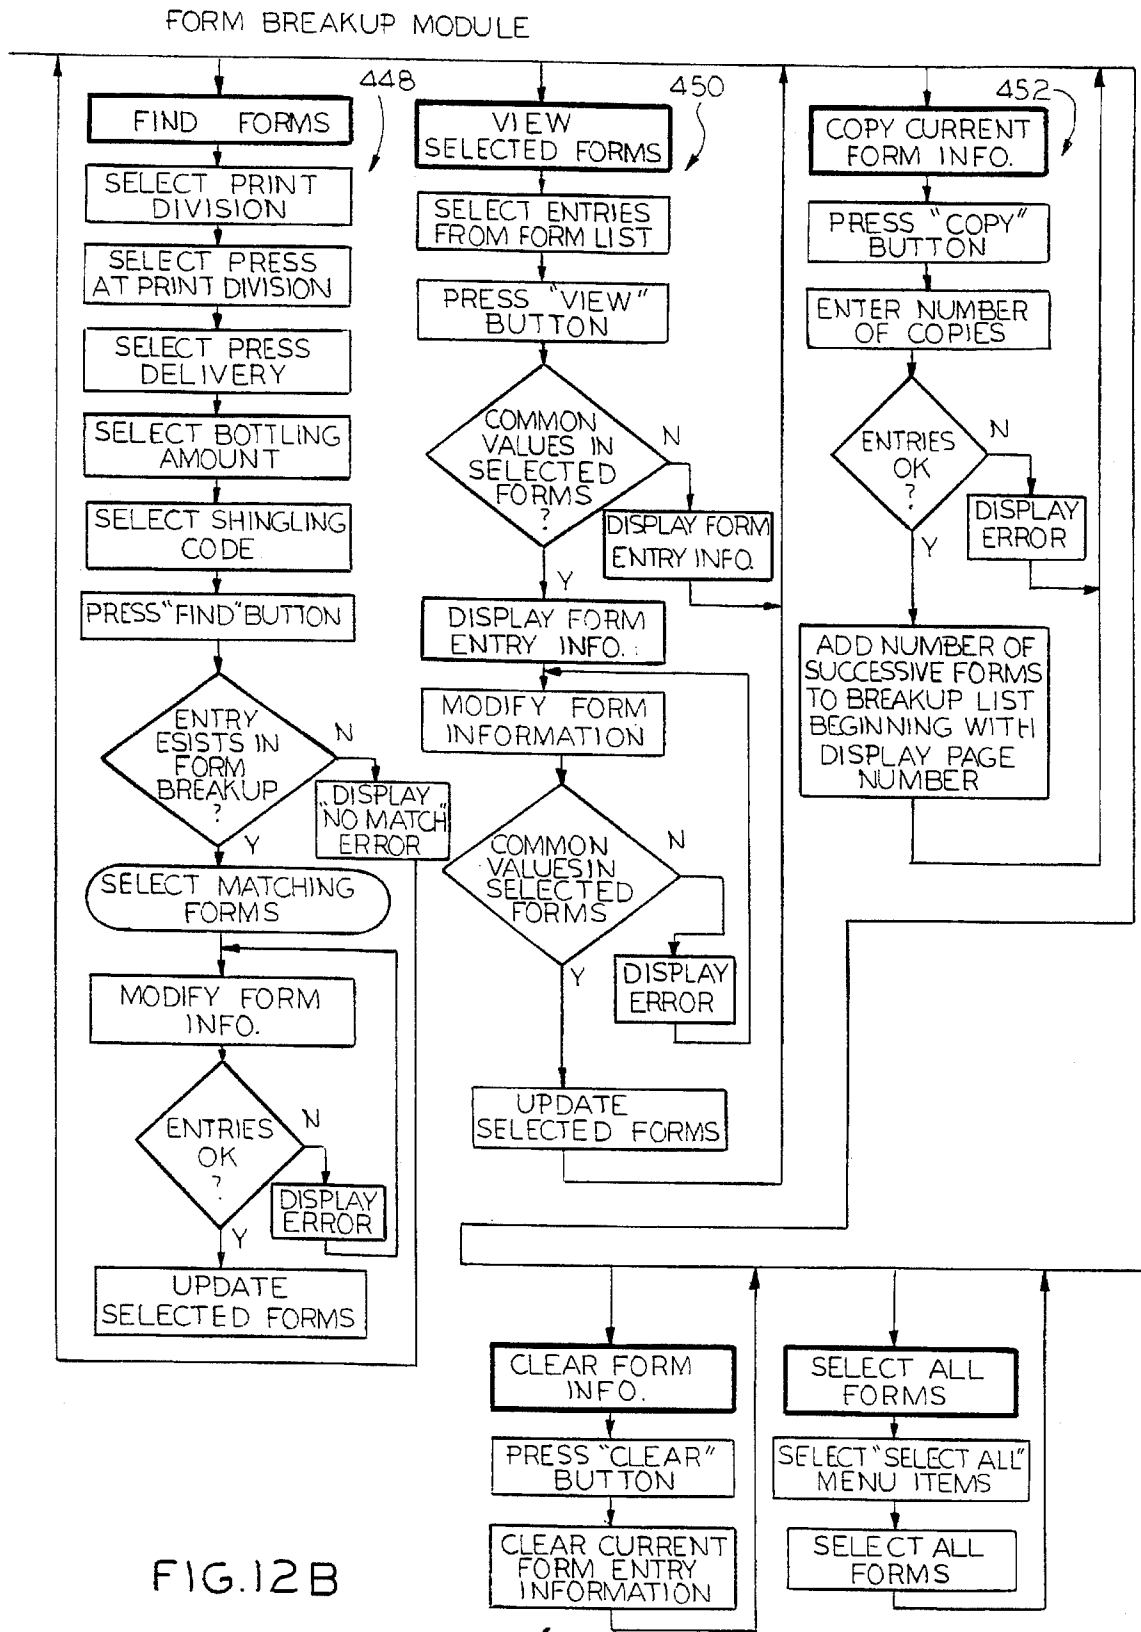 FORM BREAKUP MODULE
448
FIND FORMS
SELECT PRINT
DIVISION
SELECT PRESS
AT PRINT DIVISION
SELECT PRESS
DELIVERY
SELECT BOTTLING
AMOUNT
SELECT SHINGLING
CODE
PRESS "FIND" BUTTON
ENTRY
ESISTS IN
FORM
BREAKUP
?
N
DISPLAY
"NO MATCH"
ERROR
Y
SELECT MATCHING
FORMS
MODIFY FORM
INFO.
ENTRIES
OK
?
N
DISPLAY
ERROR
Y
UPDATE
SELECTED FORMS
450
VIEW
SELECTED FORMS
SELECT ENTRIES
FROM FORM LIST
PRESS "VIEW"
BUTTON
COMMON
VALUES IN
SELECTED
FORMS
?
N
DISPLAY FORM
ENTRY INFO.
Y
DISPLAY FORM
ENTRY INFO.
MODIFY FORM
INFORMATION
COMMON
VALUES IN
SELECTED
FORMS
N
DISPLAY
ERROR
Y
UPDATE
SELECTED FORMS
452
COPY CURRENT
FORM INFO.
PRESS "COPY"
BUTTON
ENTER NUMBER
OF COPIES
ENTRIES
OK
?
N
DISPLAY
ERROR
Y
ADD NUMBER OF
SUCCESSIVE FORMS
TO BREAKUP LIST
BEGINNING WITH
DISPLAY PAGE
NUMBER
CLEAR FORM
INFO.
PRESS "CLEAR"
BUTTON
CLEAR CURRENT
FORM ENTRY
INFORMATION
SELECT ALL
FORMS
SELECT "SELECT ALL"
MENU ITEMS
SELECT ALL
FORMS
FIG.12B